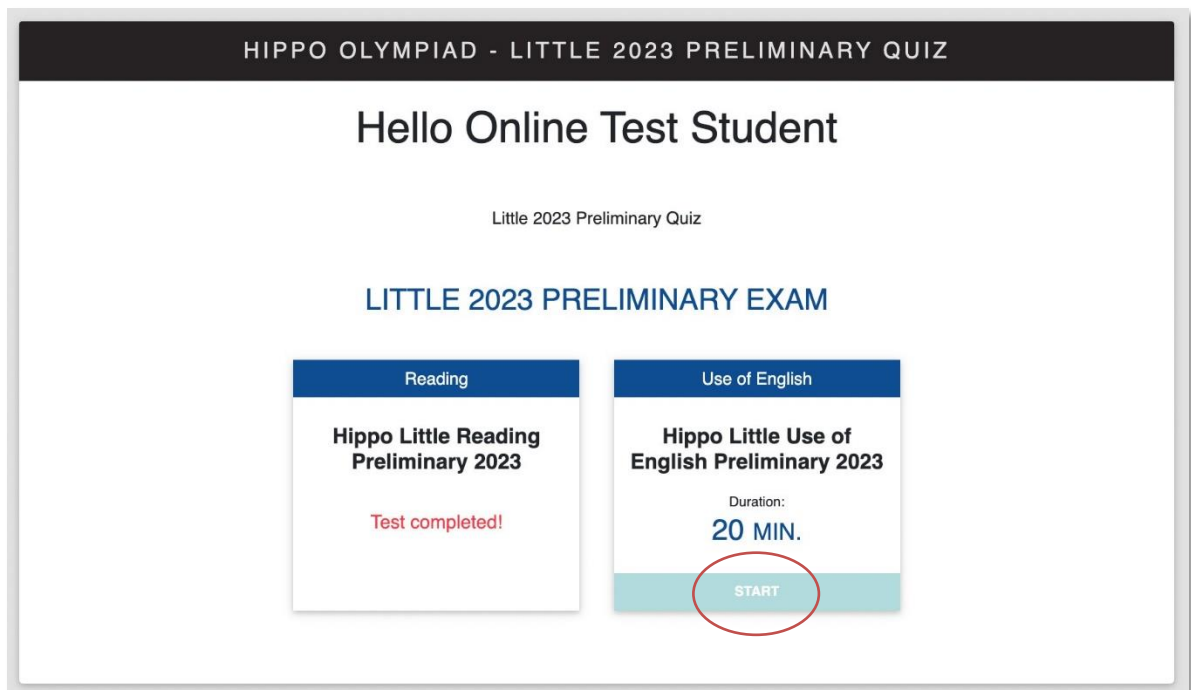 HIPPO OLYMPIAD - LITTLE 2023 PRELIMINARY QUIZ
Hello Online Test Student
Little 2023 Preliminary Quiz
LITTLE 2023 PRELIMINARY EXAM
Reading
Hippo Little Reading
Preliminary 2023
Test completed!
Use of English
Hippo Little Use of
English Preliminary 2023
Duration:
20 MIN.
START